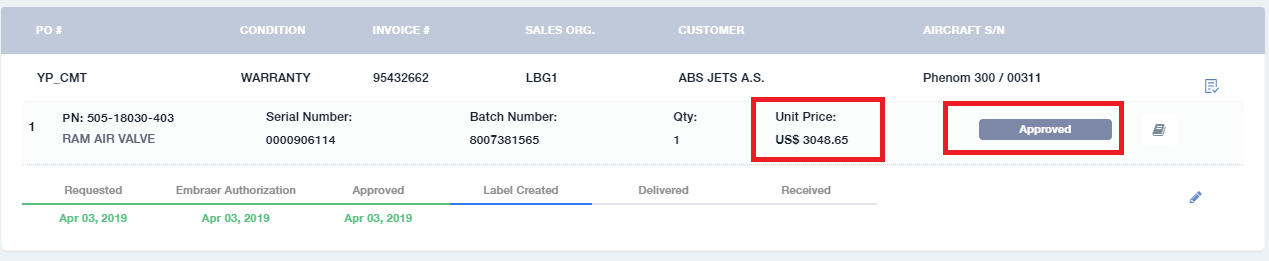 PO # CONDITION INVOICE # SALES ORG. CUSTOMER AIRCRAFT S/N
YP_CMT WARRANTY 95432662 LBG1 ABS JETS A.S. Phenom 300 / 00311
1 PN: 505-18030-403 Serial Number: Batch Number: Qty: Unit Price: Approved
RAM AIR VALVE 0000906114 8007381565 1 US$ 3048.65
Requested Embraer Authorization Approved Label Created Delivered Received
Apr 03, 2019 Apr 03, 2019 Apr 03, 2019